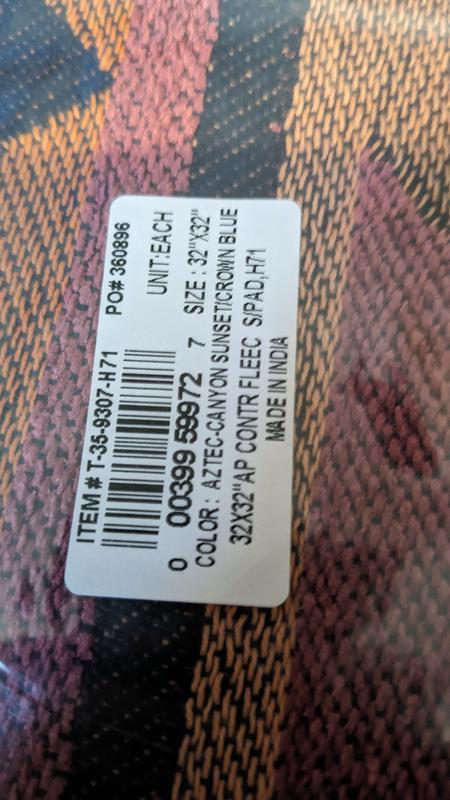 ITEM # T-35-9307-H71 PO# 360896
UNIT:EACH
0 00399 59972 7 SIZE : 32"X32"
COLOR : AZTEC-CANYON SUNSET/CROWN BLUE
32X32"AP CONTR FLEEC S/PAD,H71
MADE IN INDIA